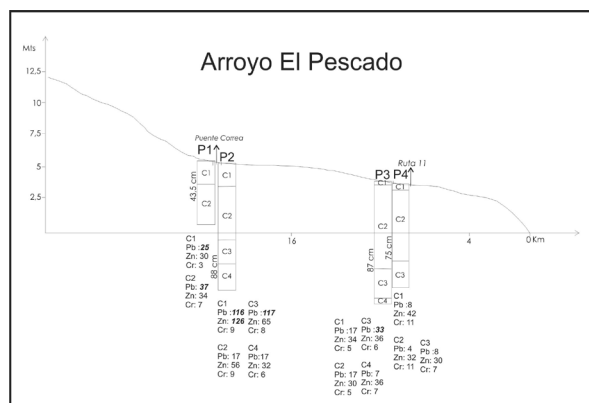 Arroyo El Pescado
Mts
12.5
10
7.5
5
2.5
Puente Correa
P1
P2
P3
P4
Ruta 11
C1
C2
43.5 cm
C1
C2
C3
C4
88 cm
C1
C2
C3
C4
87 cm
C1
C2
C3
75 cm
16
4
0 Km
C1
Pb: 25
Zn: 30
Cr: 3
C2
Pb: 37
Zn: 34
Cr: 7
C1
Pb: 116
Zn: 126
Cr: 9
C2
Pb: 17
Zn: 56
Cr: 9
C3
Pb :117
Zn: 65
Cr: 8
C4
Pb:17
Zn: 32
Cr: 6
C1
Pb :17
Zn: 34
Cr: 5
C2
Pb: 17
Zn: 30
Cr: 5
C3
Pb :33
Zn: 36
Cr: 6
C4
Pb: 7
Zn: 36
Cr: 7
C1
Pb :8
Zn: 42
Cr: 11
C2
Pb: 4
Zn: 32
Cr: 11
C3
Pb :8
Zn: 30
Cr: 7